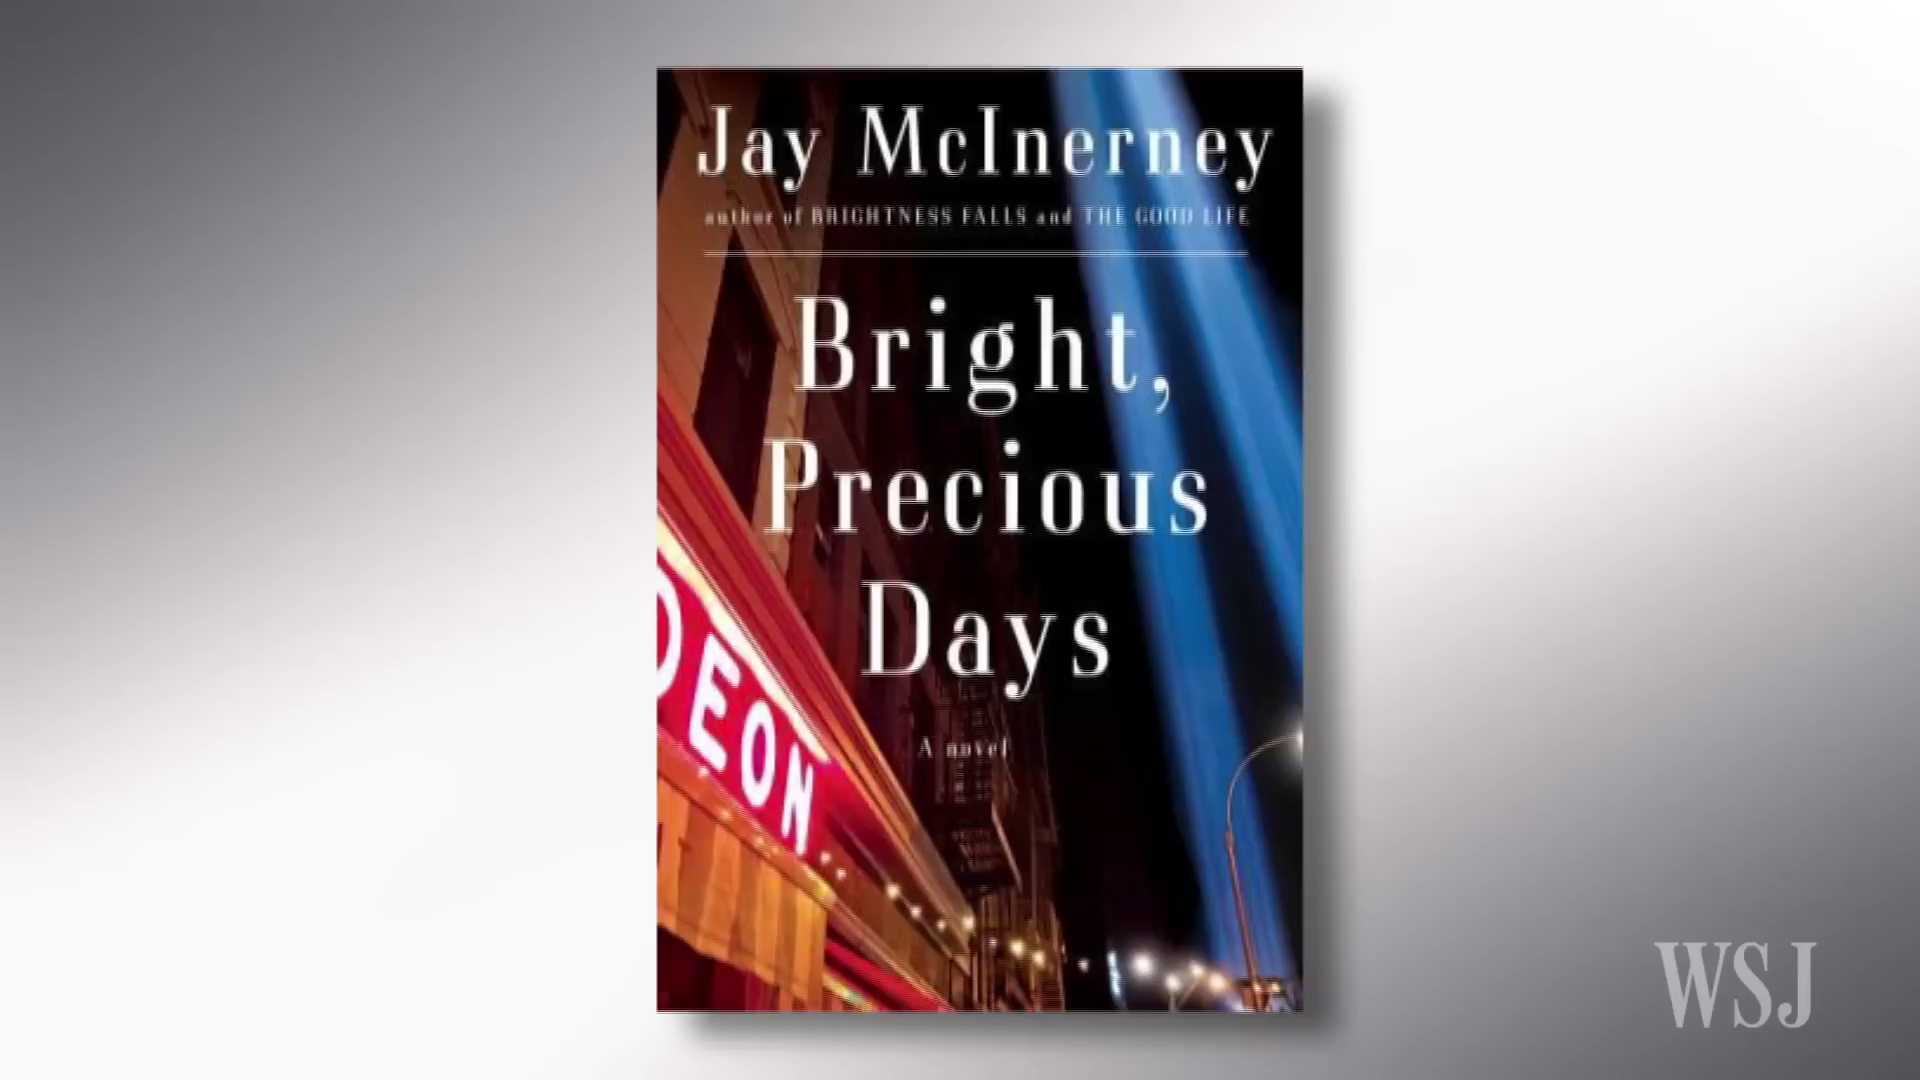 Jay McInerney
author of BRIGHTNESS FALLS and THE GOOD LIFE
Bright,
Precious
Days
A novel
DEON
WSJ